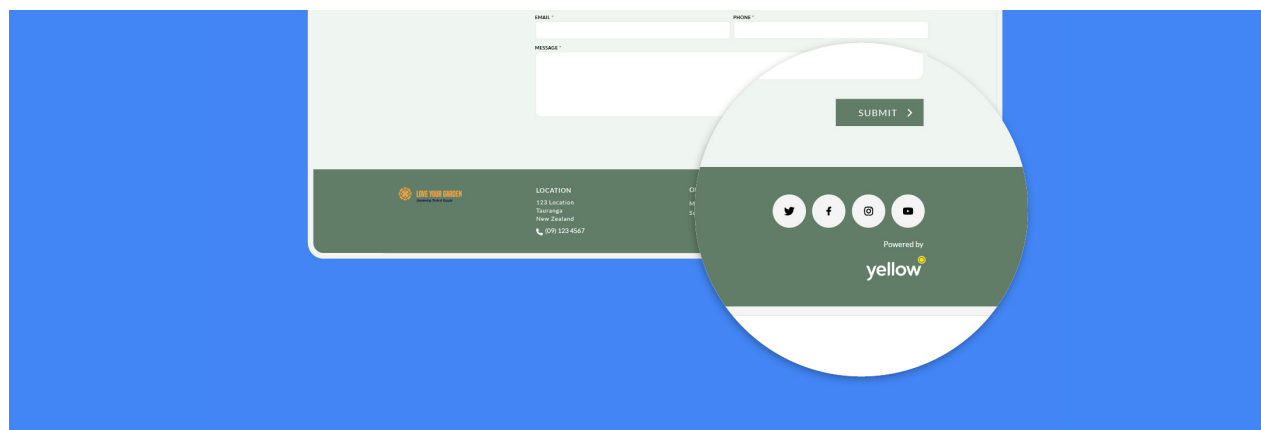 EMAIL *
PHONE *
MESSAGE *
SUBMIT
LOVE YOUR GARDEN
LOCATION
123 Location
Tauranga
New Zealand
(09) 123 4567
Powered by
yellow